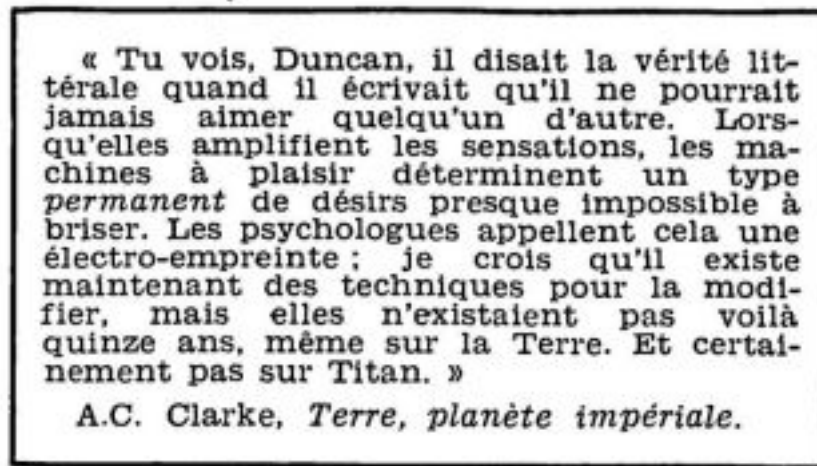 « Tu vois, Duncan, il disait la vérité lit-
térale quand il écrivait qu'il ne pourrait
jamais aimer quelqu'un d'autre. Lors-
qu'elles amplifient les sensations, les ma-
chines à plaisir déterminent un type
permanent de désirs presque impossible à
briser. Les psychologues appellent cela une
électro-empreinte ; je crois qu'il existe
maintenant des techniques pour la modi-
fier, mais elles n'existaient pas voilà
quinze ans, même sur la Terre. Et certai-
nement pas sur Titan. »
A.C. Clarke, Terre, planète impériale.